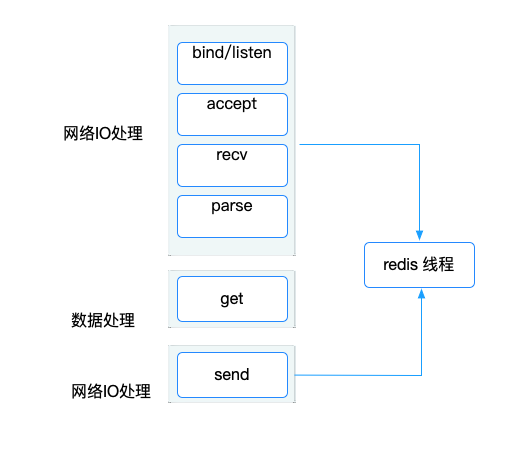 bind/listen
accept
网络IO处理
recv
parse
redis 线程
get
数据处理
send
网络IO处理